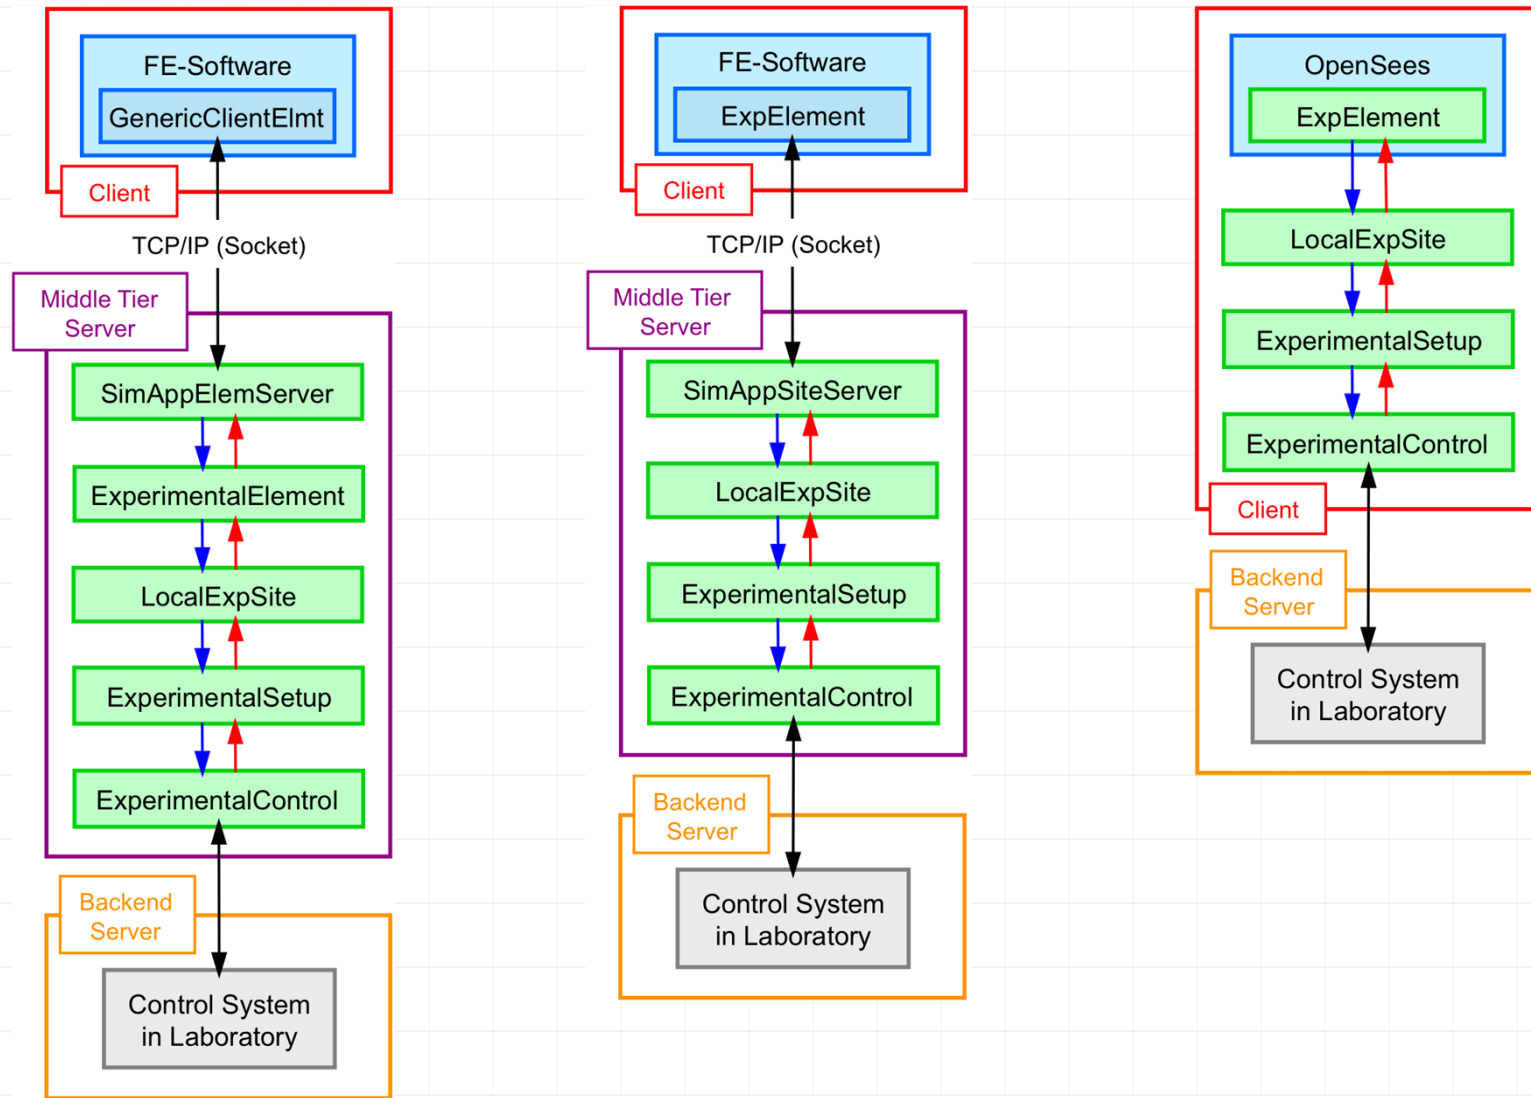 FE-Software
GenericClientElmt
Client
TCP/IP (Socket)
Middle Tier
Server
SimAppElemServer
ExperimentalElement
LocalExpSite
ExperimentalSetup
ExperimentalControl
Backend
Server
Control System
in Laboratory
FE-Software
ExpElement
Client
TCP/IP (Socket)
Middle Tier
Server
SimAppSiteServer
LocalExpSite
ExperimentalSetup
ExperimentalControl
Backend
Server
Control System
in Laboratory
OpenSees
ExpElement
LocalExpSite
ExperimentalSetup
ExperimentalControl
Client
Backend
Server
Control System
in Laboratory